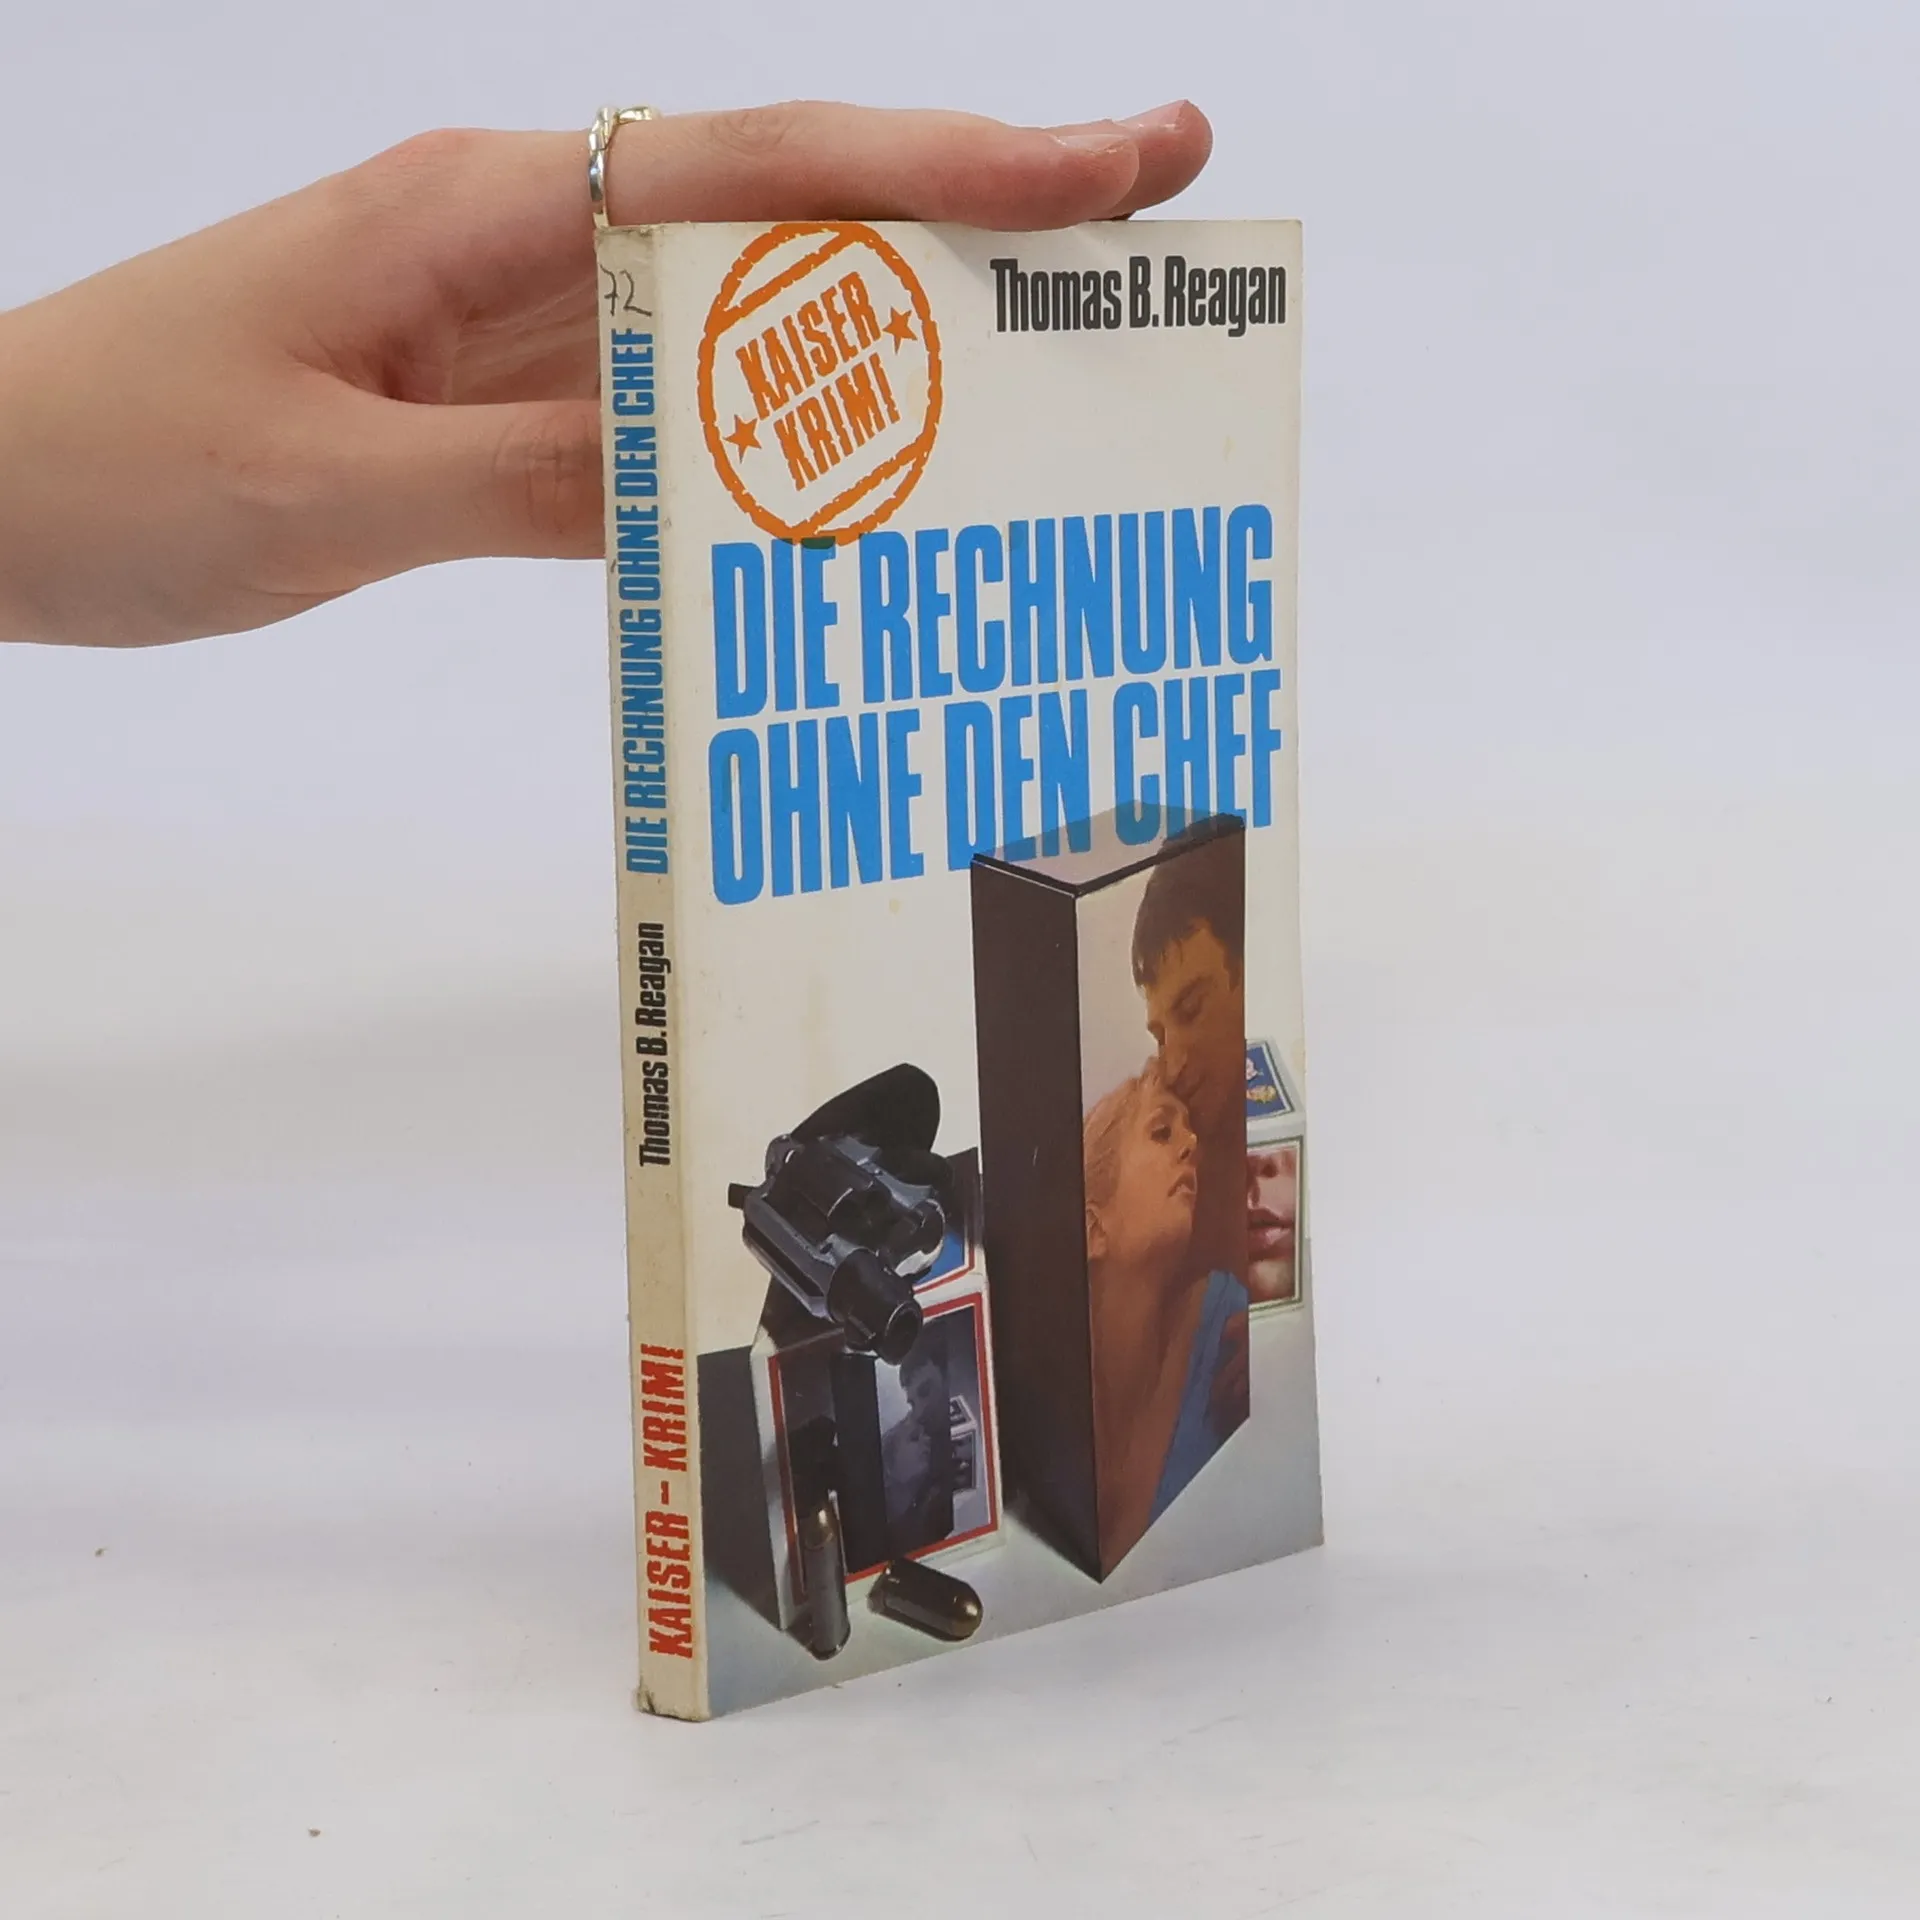 72
DIE RECHNUNG OHNE DEN CHEF
Thomas B. Reagan
KAISER - KRIMI
KAISER
KRIMI
Thomas B. Reagan
DIE RECHNUNG
OHNE DEN CHEF